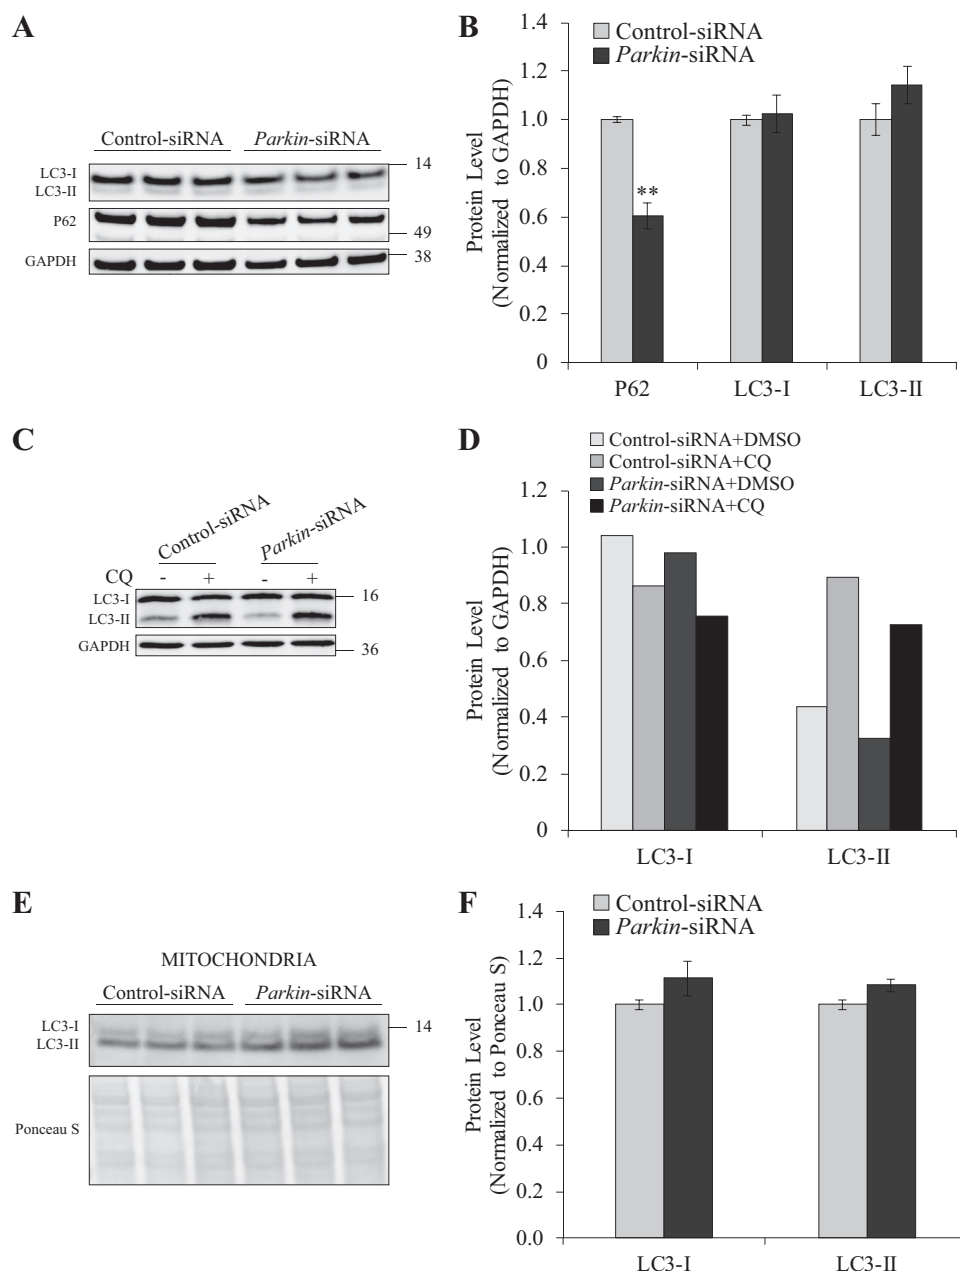 A
Control-siRNA Parkin-siRNA
LC3-I
14
LC3-II
P62
49
GAPDH
38
B
Control-siRNA
Parkin-siRNA
Protein Level
(Normalized to GAPDH)
1.4
1.2
1.0
0.8
0.6
0.4
0.2
0
**
P62 LC3-I LC3-II
C
Control-siRNA
Parkin-siRNA
CQ - + - +
LC3-I
16
LC3-II
GAPDH
36
D
Control-siRNA+DMSO
Control-siRNA+CQ
Parkin-siRNA+DMSO
Parkin-siRNA+CQ
Protein Level
(Normalized to GAPDH)
1.2
1.0
0.8
0.6
0.4
0.2
0
LC3-I LC3-II
E
MITOCHONDRIA
Control-siRNA Parkin-siRNA
LC3-I
14
LC3-II
Ponceau S
F
Control-siRNA
Parkin-siRNA
Protein Level
(Normalized to Ponceau S)
1.4
1.2
1.0
0.8
0.6
0.4
0.2
0.0
LC3-I LC3-II